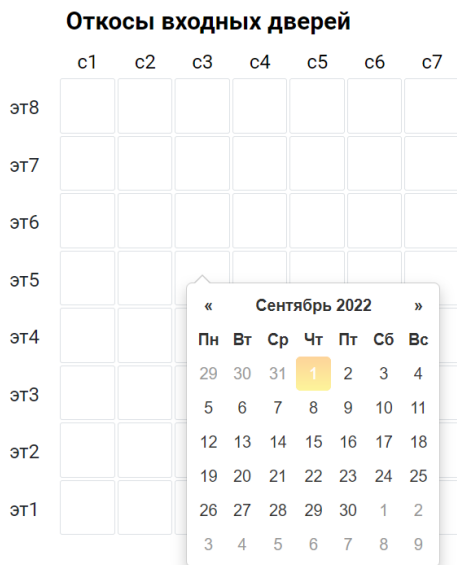 Откосы входных дверей
с1 с2 с3 с4 с5 с6 с7
эт8
эт7
эт6
эт5
« Сентябрь 2022 »
эт4
Пн Вт Ср Чт Пт Сб Вс
29 30 31 1 2 3 4
эт3
5 6 7 8 9 10 11
12 13 14 15 16 17 18
эт2
19 20 21 22 23 24 25
эт1
26 27 28 29 30 1 2
3 4 5 6 7 8 9